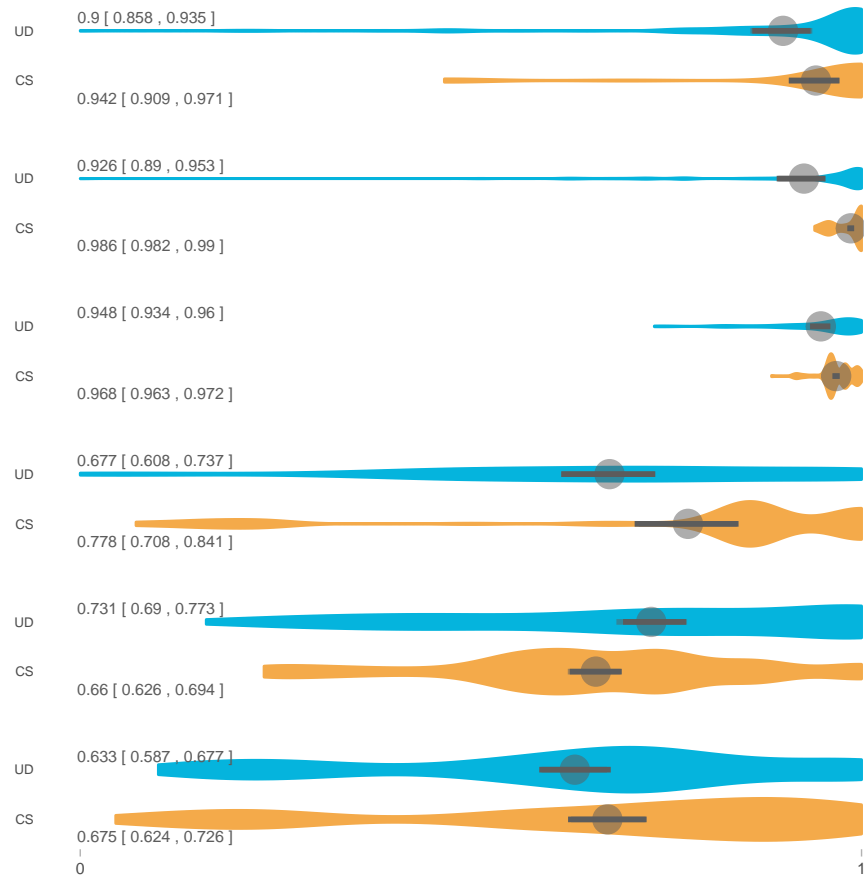 0.9 [ 0.858 , 0.935 ]
UD
CS
0.942 [ 0.909 , 0.971 ]
0.926 [ 0.89 , 0.953 ]
UD
CS
0.986 [ 0.982 , 0.99 ]
0.948 [ 0.934 , 0.96 ]
UD
CS
0.968 [ 0.963 , 0.972 ]
0.677 [ 0.608 , 0.737 ]
UD
CS
0.778 [ 0.708 , 0.841 ]
0.731 [ 0.69 , 0.773 ]
UD
CS
0.66 [ 0.626 , 0.694 ]
0.633 [ 0.587 , 0.677 ]
UD
CS
0.675 [ 0.624 , 0.726 ]
0 1